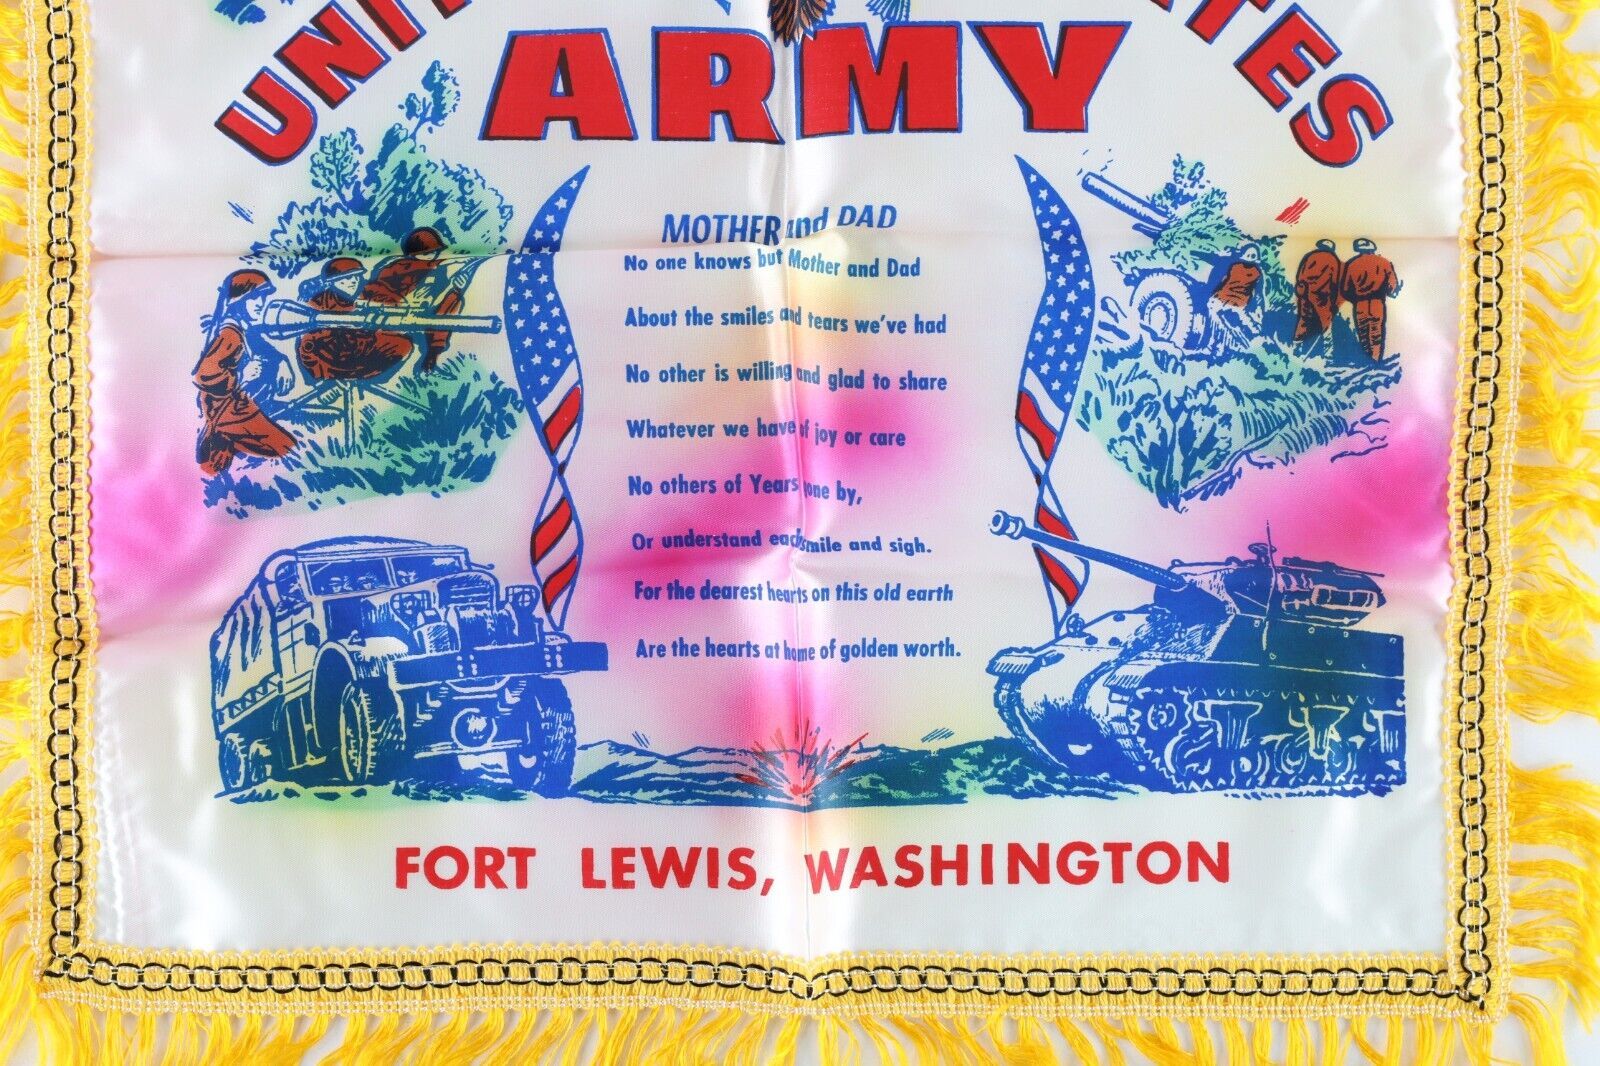 UNIT TES
ARMY
MOTHER and DAD
No one knows but Mother and Dad
About the smiles and tears we've had
No other is willing and glad to share
Whatever we have of joy or care
No others of Years gone by,
Or understand each smile and sigh.
For the dearest hearts on this old earth
Are the hearts at home of golden worth.
FORT LEWIS, WASHINGTON